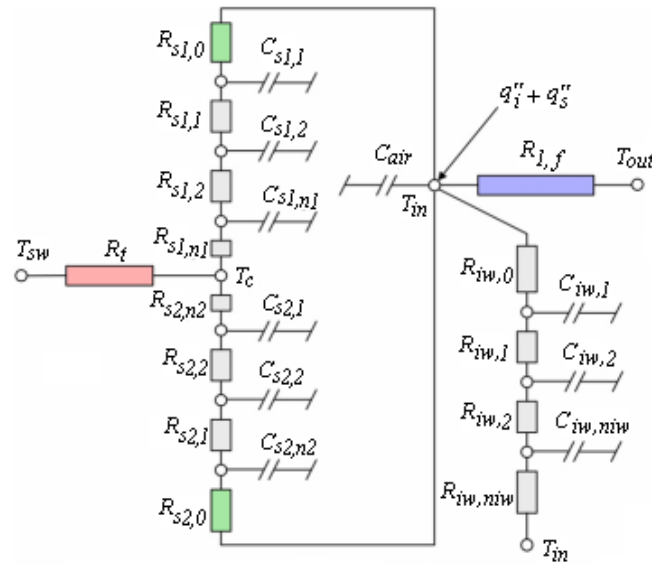 R_{s1,0}
C_{s1,1}
R_{s1,1}
C_{s1,2}
R_{s1,2}
C_{s1,n1}
R_{s1,n1}
T_{sw}
R_t
T_c
R_{s2,n2}
C_{s2,1}
R_{s2,2}
C_{s2,2}
R_{s2,1}
C_{s2,n2}
R_{s2,0}
q''_i + q''_s
C_{air}
T_{in}
R_{1,f}
T_{out}
R_{iw,0}
C_{iw,1}
R_{iw,1}
C_{iw,2}
R_{iw,2}
C_{iw,niw}
R_{iw,niw}
T_{in}